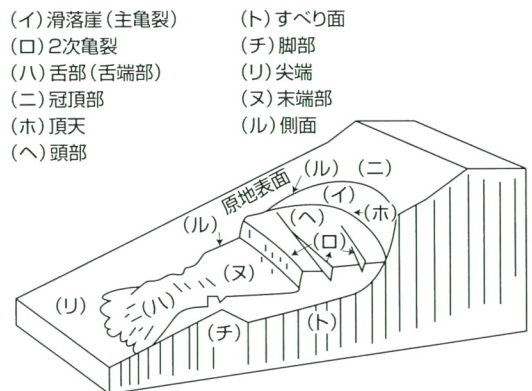 (イ)滑落崖(主亀裂)
(ロ)2次亀裂
(ハ)舌部(舌端部)
(ニ)冠頂部
(ホ)頂天
(ヘ)頭部
(ト)すべり面
(チ)脚部
(リ)尖端
(ヌ)末端部
(ル)側面
(ル)
(ニ)
原地表面
(イ)
(ヘ)
(ホ)
(ル)
(ロ)
(ヌ)
(リ)
(ハ)
(チ)
(ト)